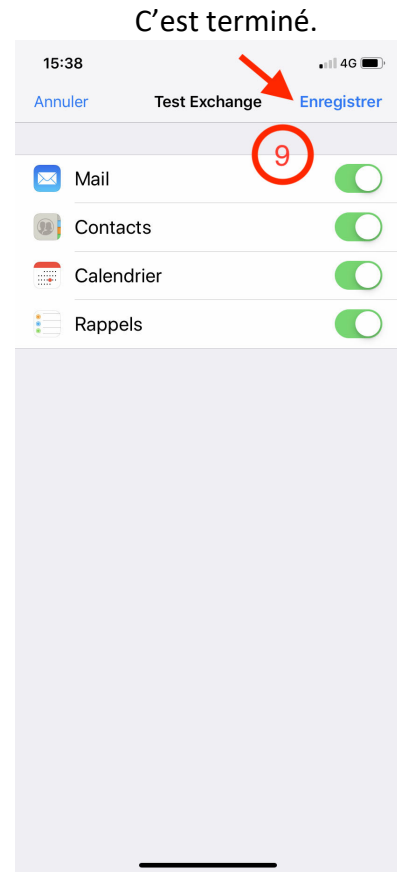 C’est terminé.
15:38 4G
Annuler Test Exchange Enregistrer
9
Mail
Contacts
Calendrier
Rappels